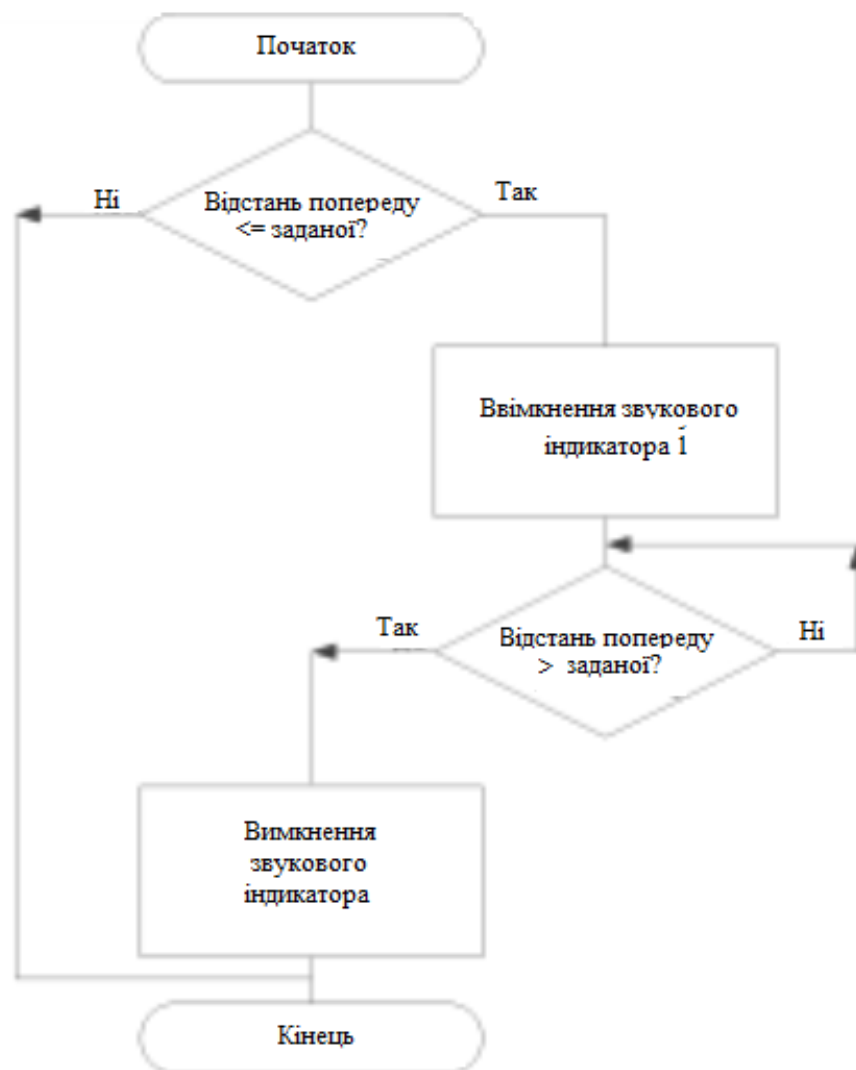 Початок
Ні
Так
Відстань попереду
<= заданої?
Ввімкнення звукового
індикатора 1
Так
Ні
Відстань попереду
> заданої?
Вимкнення
звукового
індикатора
Кінець